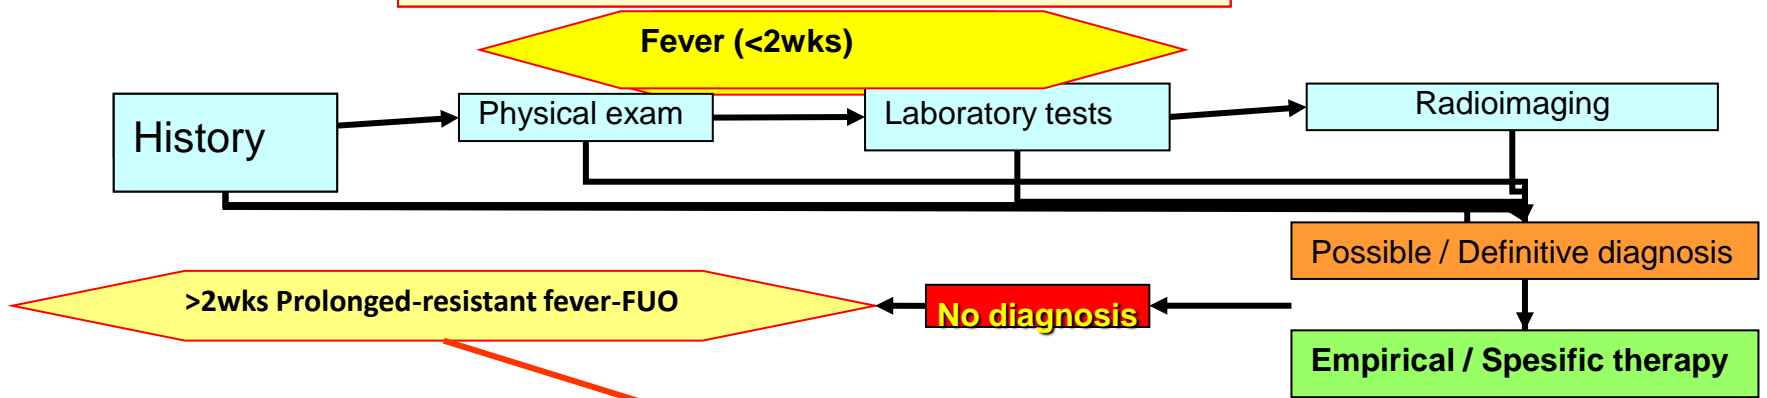 Fever (<2wks)
History
Physical exam
Laboratory tests
Radioimaging
Possible / Definitive diagnosis
>2wks Prolonged-resistant fever-FUO
No diagnosis
Empirical / Spesific therapy